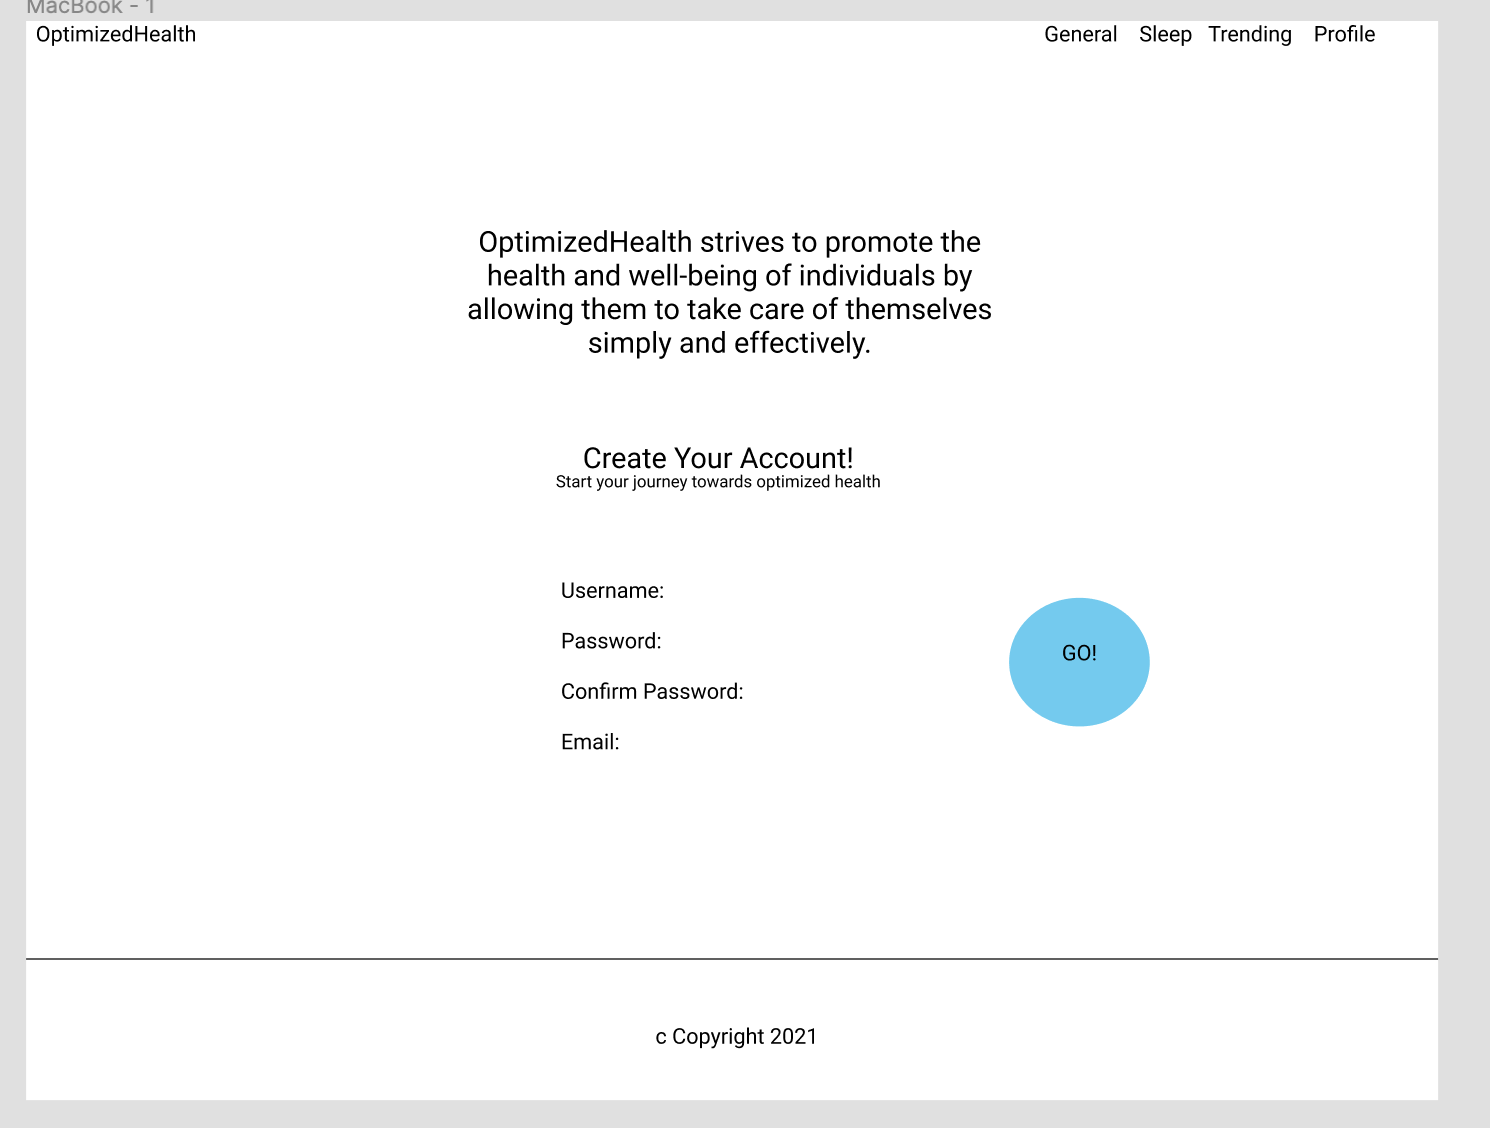 MacBook - 1
OptimizedHealth
General Sleep Trending Profile
OptimizedHealth strives to promote the
health and well-being of individuals by
allowing them to take care of themselves
simply and effectively.
Create Your Account!
Start your journey towards optimized health
Username:
Password:
Confirm Password:
Email:
GO!
c Copyright 2021